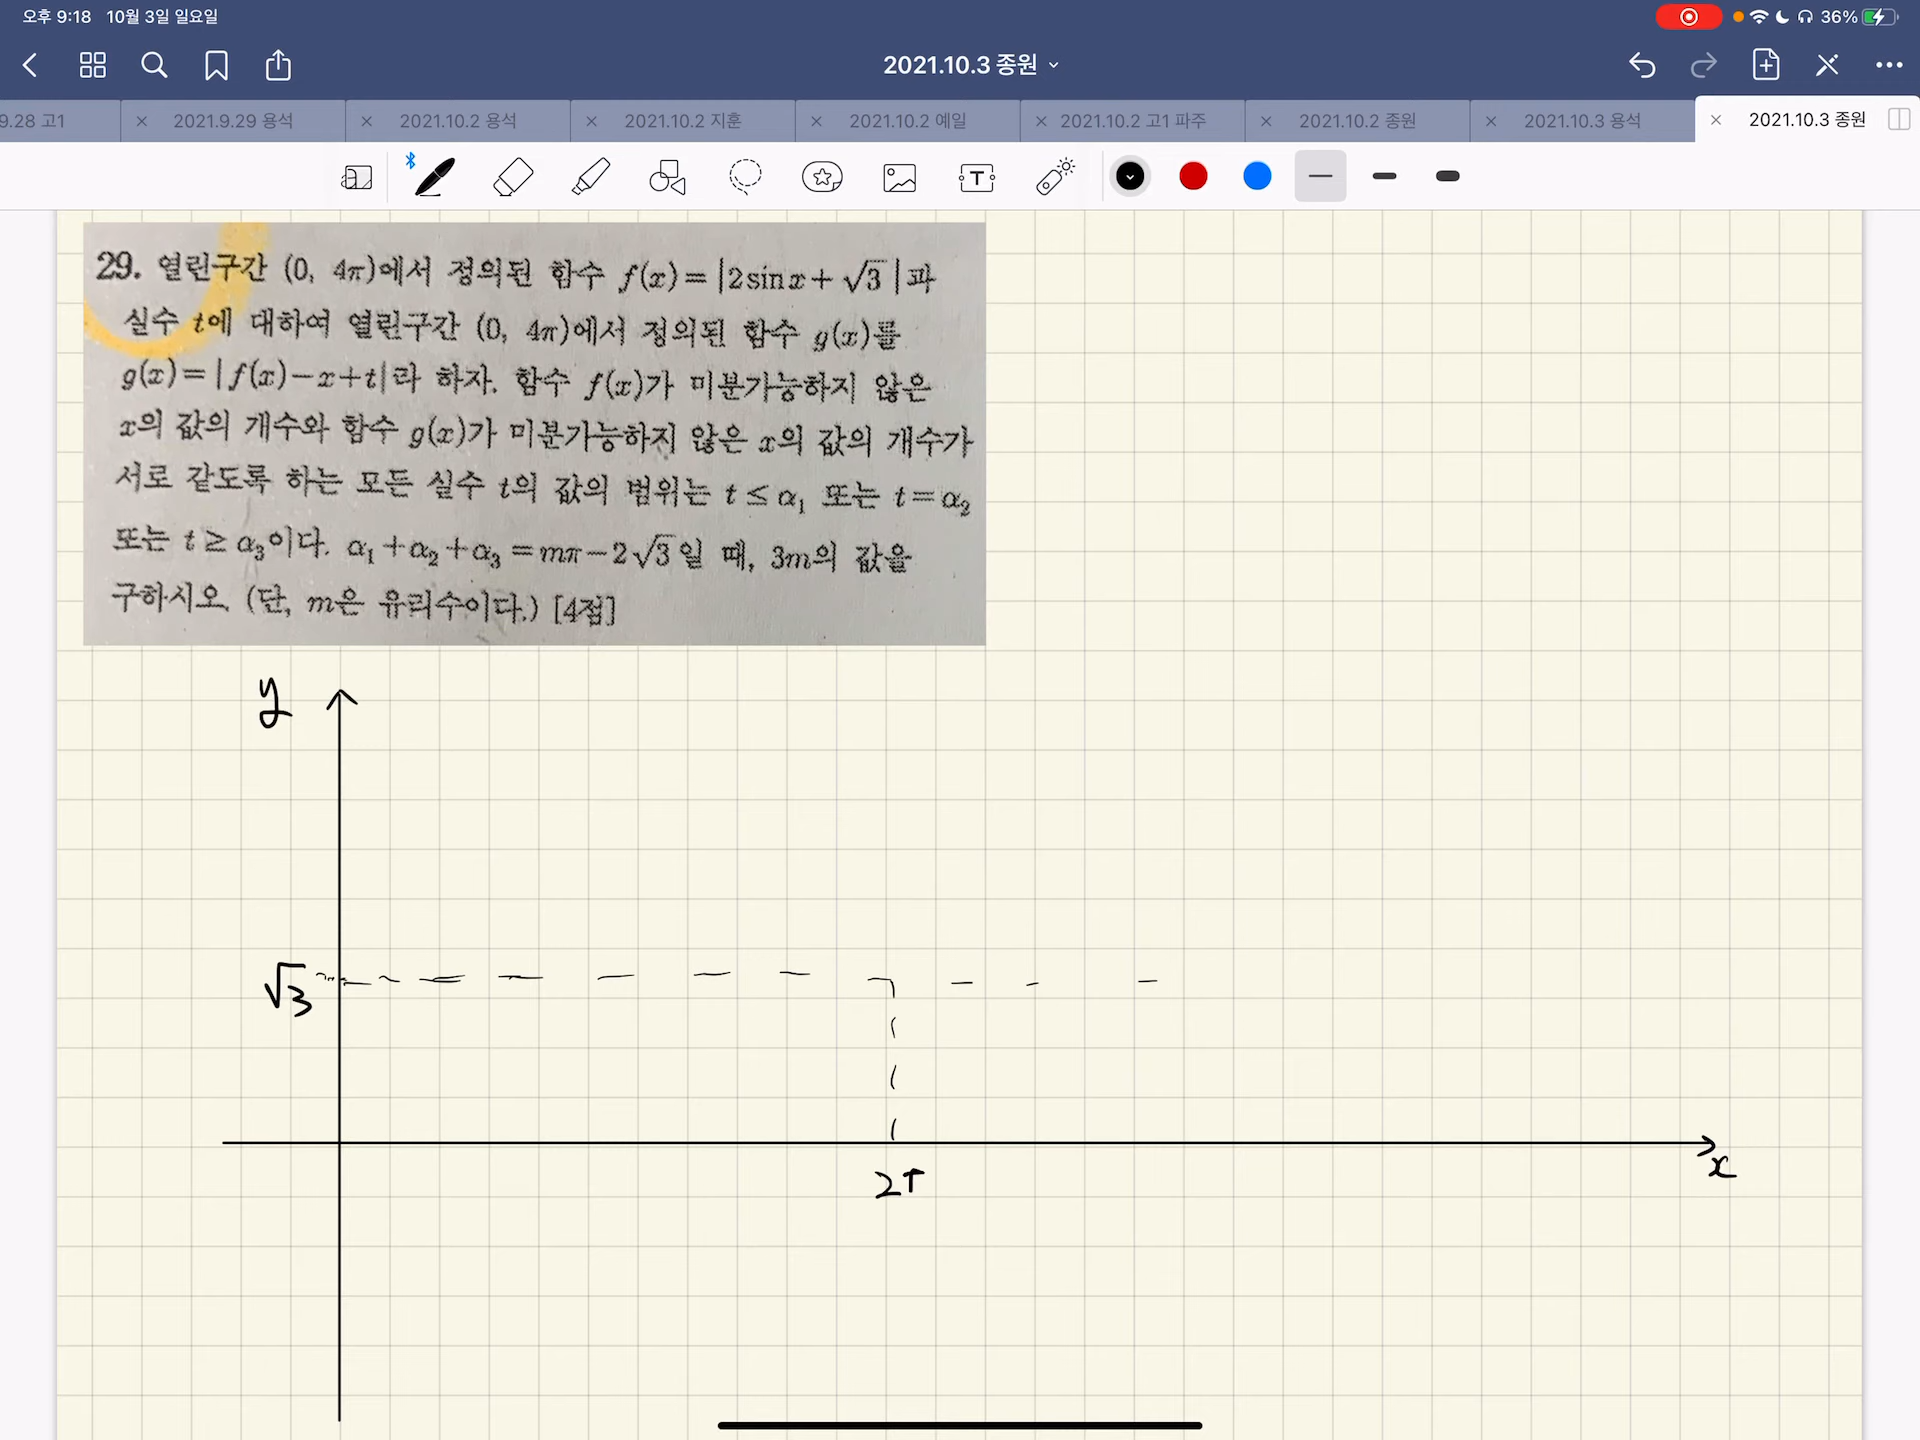 오후 9:18 10월 3일 일요일
36%
2021.10.3 종원
9.28 고1
2021.9.29 용석
2021.10.2 용석
2021.10.2 지훈
2021.10.2 예일
2021.10.2 고1 파주
2021.10.2 종원
2021.10.3 용석
2021.10.3 종원
29. 열린구간 (0, 4π)에서 정의된 함수 f(x)=|2sinx+√3|과
실수 t에 대하여 열린구간 (0, 4π)에서 정의된 함수 g(x)를
g(x)=|f(x)-x+t|라 하자. 함수 f(x)가 미분가능하지 않은
x의 값의 개수와 함수 g(x)가 미분가능하지 않은 x의 값의 개수가
서로 같도록 하는 모든 실수 t의 값의 범위는 t≤α₁ 또는 t=α₂
또는 t≥α₃이다. α₁+α₂+α₃=mπ-2√3일 때, 3m의 값을
구하시오. (단, m은 유리수이다.) [4점]
y
√3
x